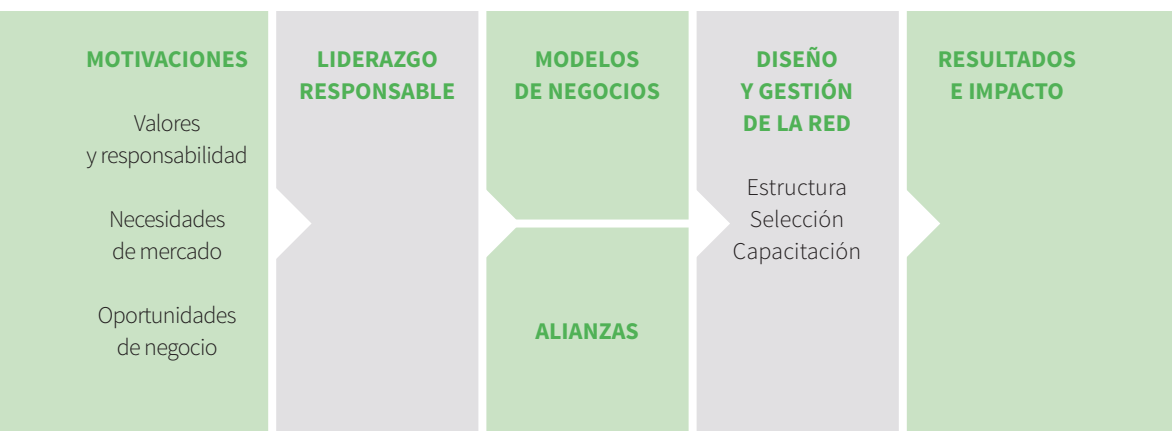 MOTIVACIONES
Valores
y responsabilidad
Necesidades
de mercado
Oportunidades
de negocio
LIDERAZGO
RESPONSABLE
MODELOS
DE NEGOCIOS
ALIANZAS
DISEÑO
Y GESTIÓN
DE LA RED
Estructura
Selección
Capacitación
RESULTADOS
E IMPACTO